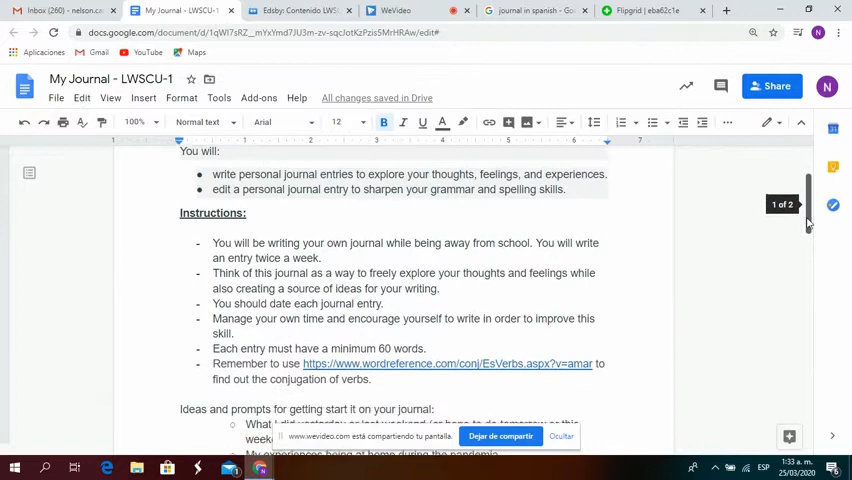 Inbox (260) - nelson.ca
My Journal - LWSCU-1
Edsby: Contenido LWS
WeVideo
journal in spanish - Go
Flipgrid | eba62c1e
docs.google.com/document/d/1qWI7sRZ__mYxYmd7JU3m-zv-sqcJotKzPzis5MrHRAw/edit#
Aplicaciones Gmail YouTube Maps
My Journal - LWSCU-1
Share
N
File Edit View Insert Format Tools Add-ons Help All changes saved in Drive
100% Normal text Arial 12 B I U A
1 1 2 3 4 5 6 7
You will:
● write personal journal entries to explore your thoughts, feelings, and experiences.
● edit a personal journal entry to sharpen your grammar and spelling skills.
1 of 2
Instructions:
- You will be writing your own journal while being away from school. You will write
an entry twice a week.
- Think of this journal as a way to freely explore your thoughts and feelings while
also creating a source of ideas for your writing.
- You should date each journal entry.
- Manage your own time and encourage yourself to write in order to improve this
skill.
- Each entry must have a minimum 60 words.
- Remember to use https://www.wordreference.com/conj/EsVerbs.aspx?v=amar to
find out the conjugation of verbs.
Ideas and prompts for getting start it on your journal:
www.wevideo.com está compartiendo tu pantalla. Dejar de compartir Ocultar
ESP 1:33 a. m.
25/03/2020